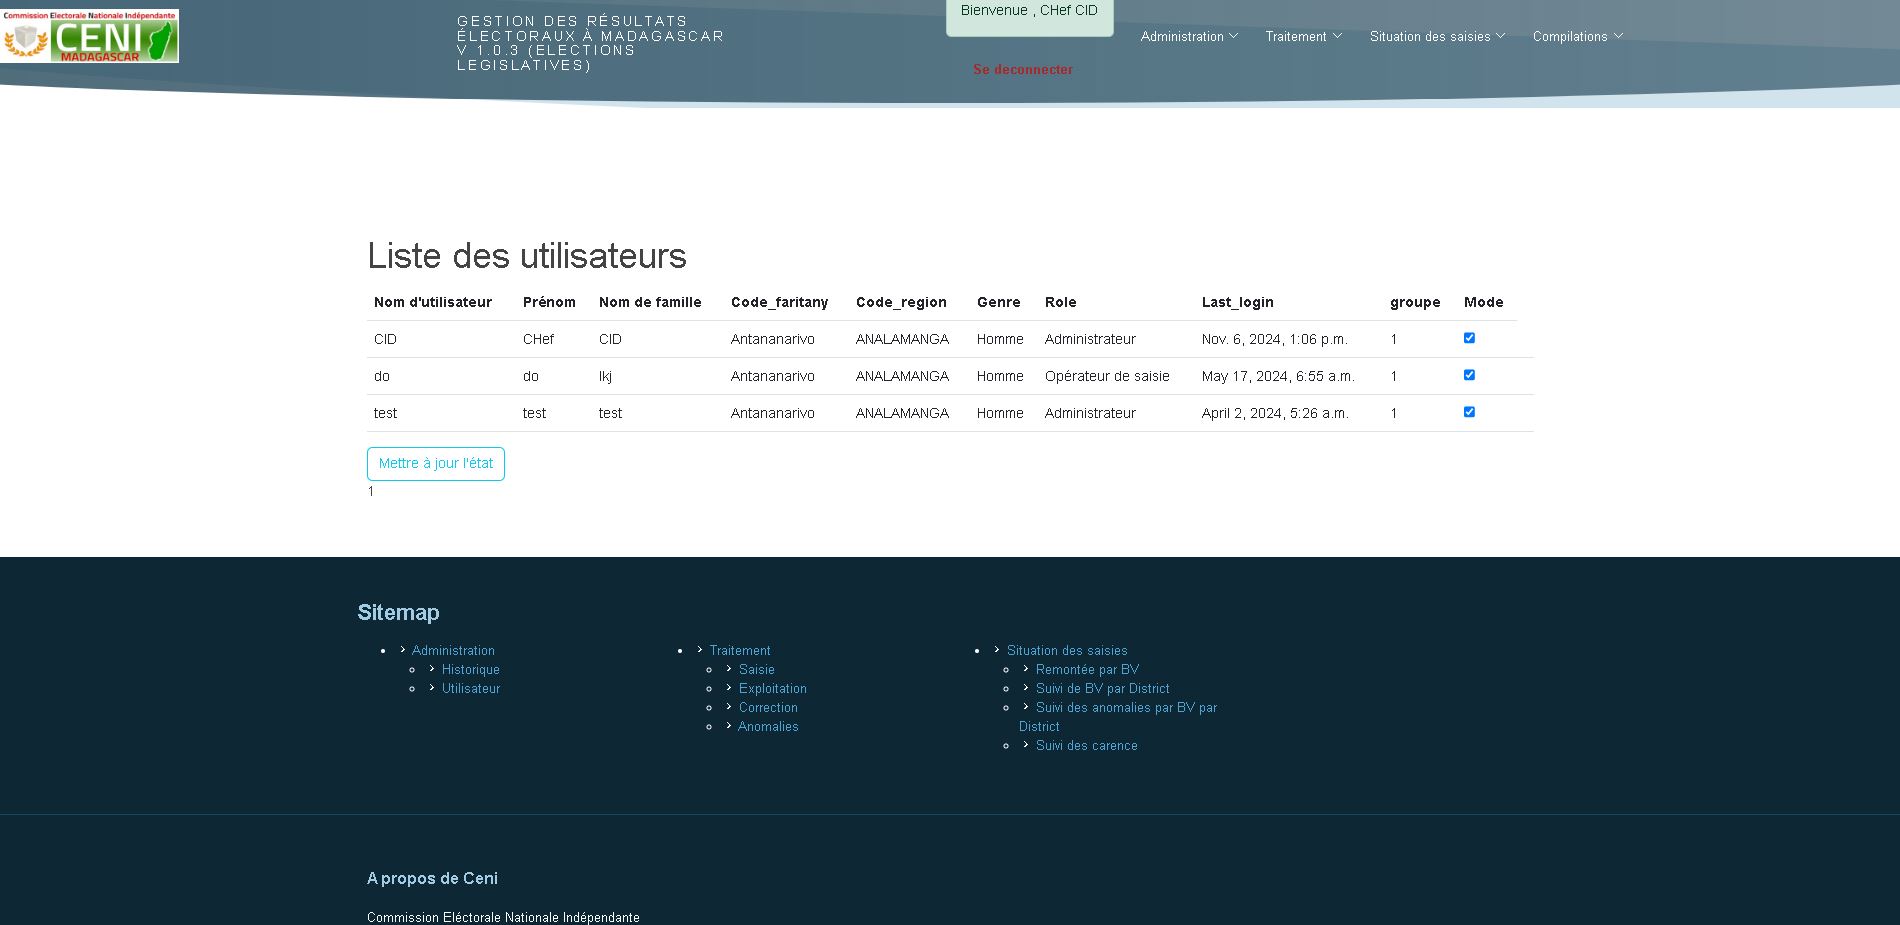 Commission Electorale Nationale Indépendante
CENI
MADAGASCAR
GESTION DES RÉSULTATS
ÉLECTORAUX À MADAGASCAR
V 1.0.3 (ELECTIONS
LEGISLATIVES)
Bienvenue , CHef CID
Se deconnecter
Administration Traitement Situation des saisies Compilations
Liste des utilisateurs
Nom d'utilisateur Prénom Nom de famille Code_faritany Code_region Genre Role Last_login groupe Mode
CID CHef CID Antananarivo ANALAMANGA Homme Administrateur Nov. 6, 2024, 1:06 p.m. 1
do do lkj Antananarivo ANALAMANGA Homme Opérateur de saisie May 17, 2024, 6:55 a.m. 1
test test test Antananarivo ANALAMANGA Homme Administrateur April 2, 2024, 5:26 a.m. 1
Mettre à jour l'état
1
Sitemap
Administration
Historique
Utilisateur
Traitement
Saisie
Exploitation
Correction
Anomalies
Situation des saisies
Remontée par BV
Suivi de BV par District
Suivi des anomalies par BV par
District
Suivi des carence
A propos de Ceni
Commission Eléctorale Nationale Indépendante